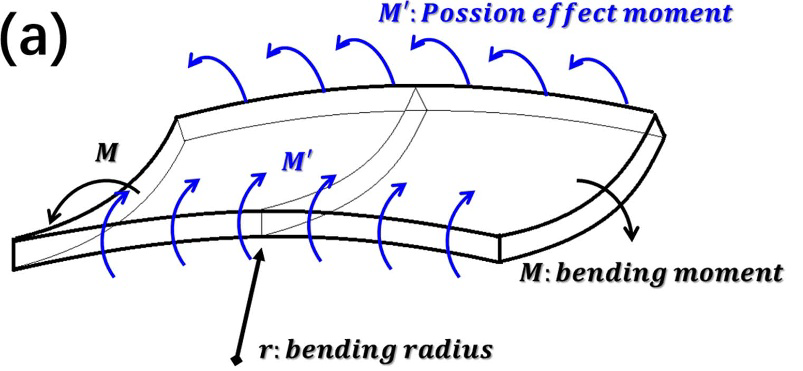 (a)
M′: Possion effect moment
M
M′
M: bending moment
r: bending radius